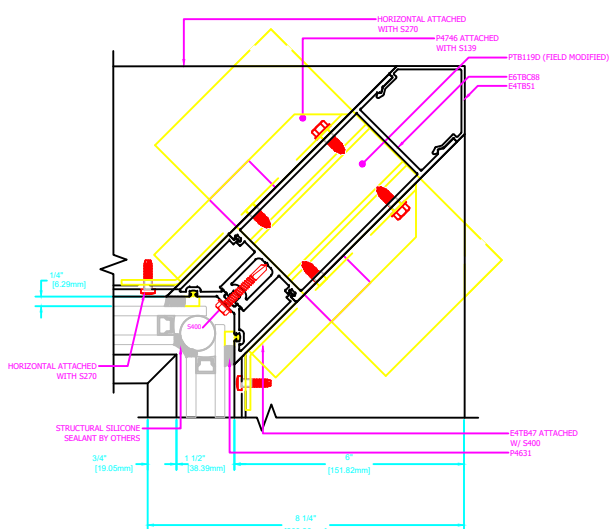 HORIZONTAL ATTACHED
WITH S270
P4746 ATTACHED
WITH S139
PTB119D (FIELD MODIFIED)
E6TBC88
E4TB51
1/4"
[6.29mm]
S400
HORIZONTAL ATTACHED
WITH S270
STRUCTURAL SILICONE
SEALANT BY OTHERS
E4TB47 ATTACHED
W/ S400
P4631
3/4"
[19.05mm]
1 1/2"
[38.39mm]
6"
[151.82mm]
8 1/4"